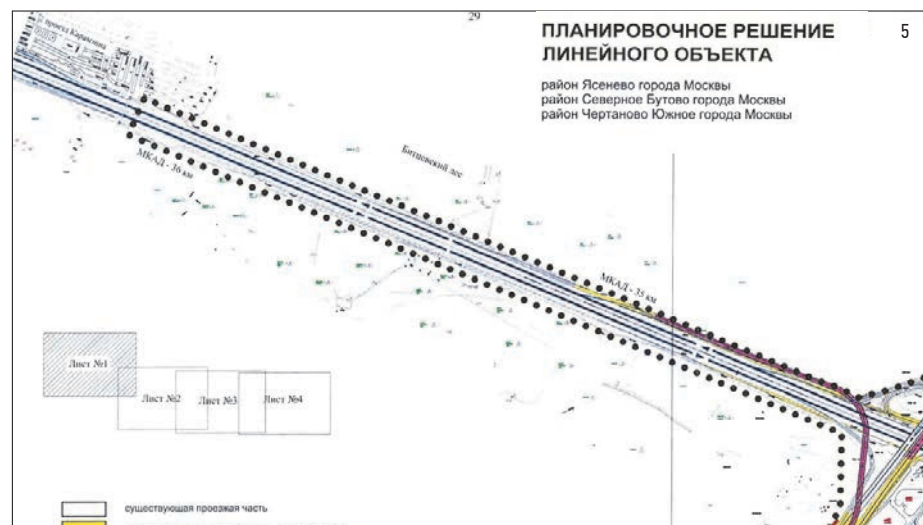 29
5
ПЛАНИРОВОЧНОЕ РЕШЕНИЕ
ЛИНЕЙНОГО ОБЪЕКТА
район Ясенево города Москвы
район Северное Бутово города Москвы
район Чертаново Южное города Москвы
проезд Карамзина
МКАД - 36 км
Битцевский лес
МКАД - 35 км
Лист №1
Лист №2
Лист №3
Лист №4
существующая проезжая часть